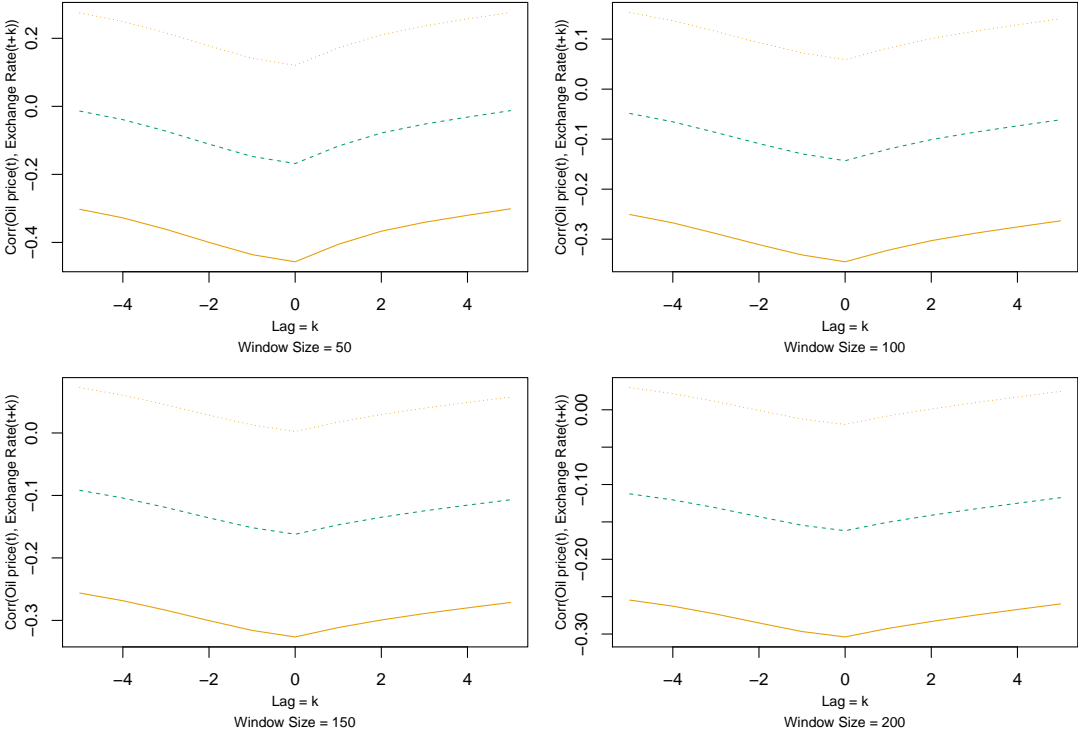 Corr(Oil price(t), Exchange Rate(t+k))
0.2
0.0
−0.2
−0.4
−4 −2 0 2 4
Lag = k
Window Size = 50
Corr(Oil price(t), Exchange Rate(t+k))
0.1
0.0
−0.1
−0.2
−0.3
−4 −2 0 2 4
Lag = k
Window Size = 100
Corr(Oil price(t), Exchange Rate(t+k))
0.0
−0.1
−0.2
−0.3
−4 −2 0 2 4
Lag = k
Window Size = 150
Corr(Oil price(t), Exchange Rate(t+k))
0.00
−0.10
−0.20
−0.30
−4 −2 0 2 4
Lag = k
Window Size = 200